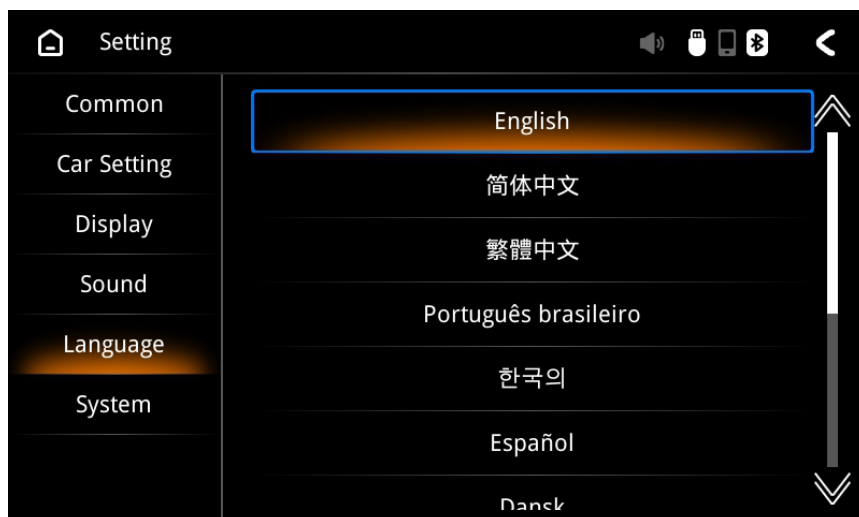 Setting
Common
Car Setting
Display
Sound
Language
System
English
简体中文
繁體中文
Português brasileiro
한국의
Español
Dansk